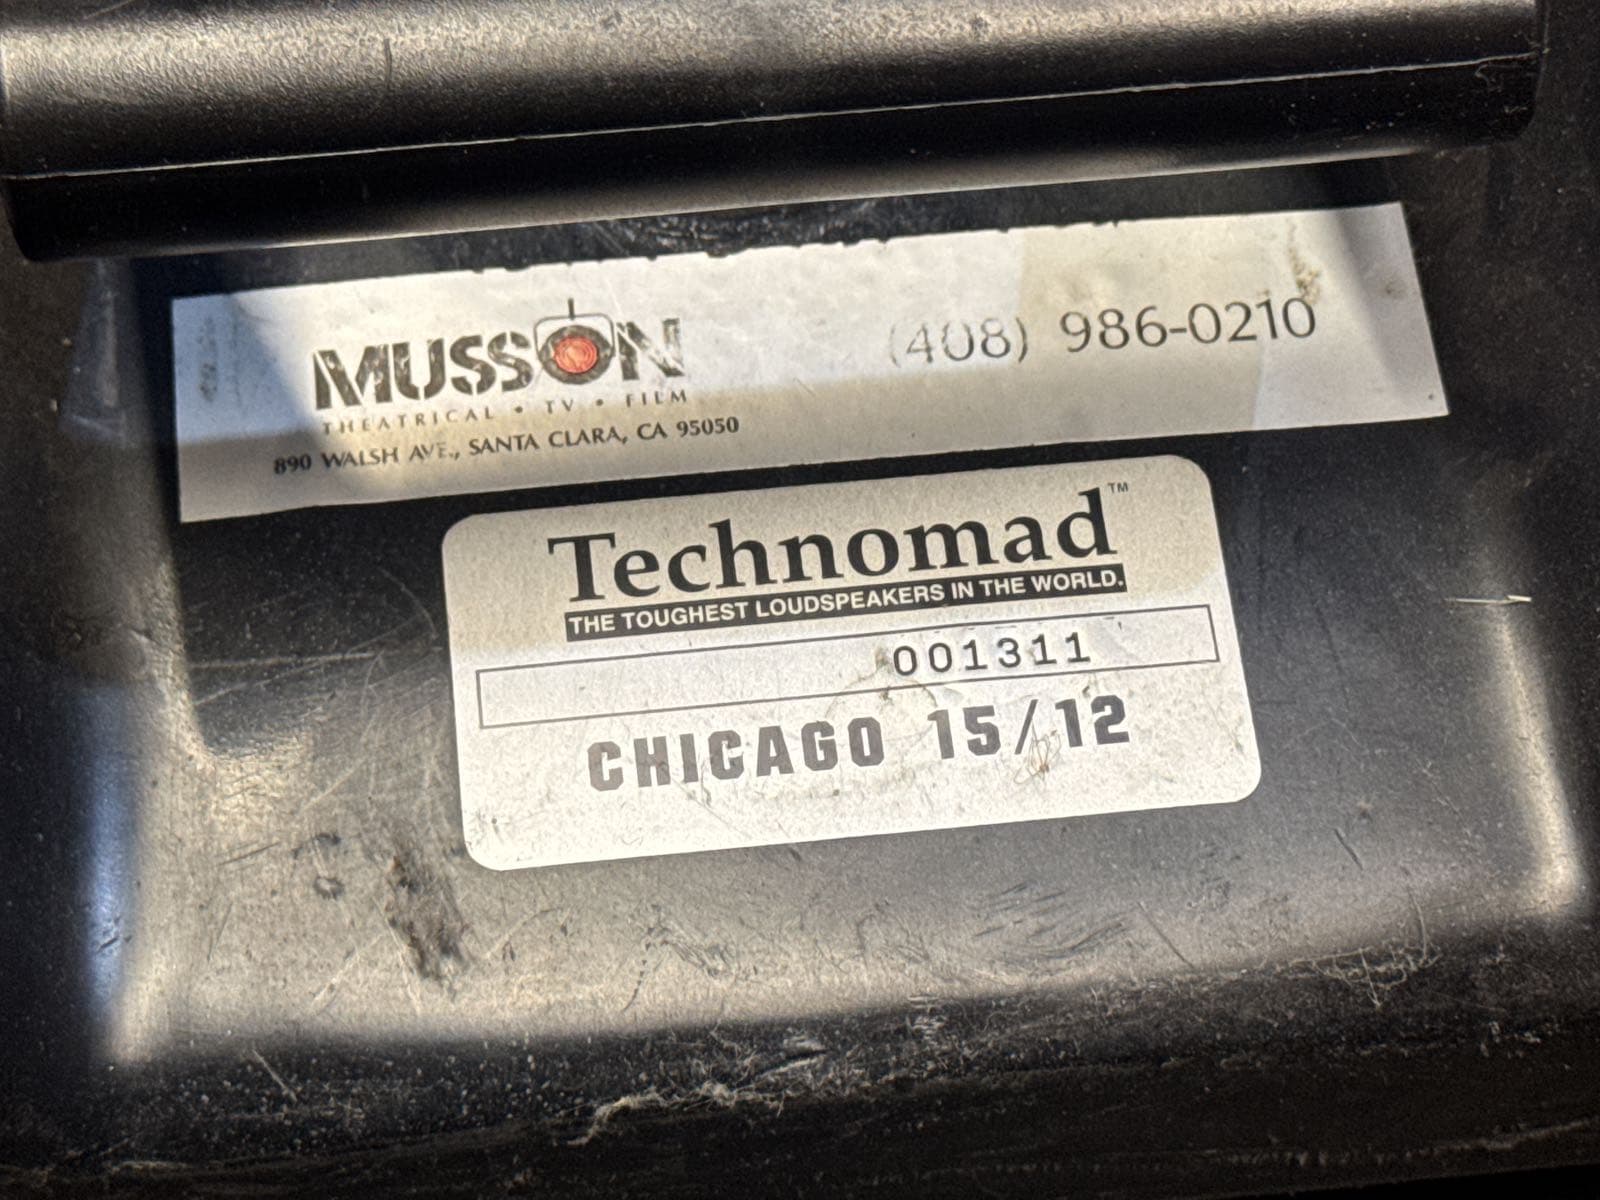 MUSSON
THEATRICAL • TV • FILM
890 WALSH AVE., SANTA CLARA, CA 95050
(408) 986-0210
Technomad™
THE TOUGHEST LOUDSPEAKERS IN THE WORLD.
001311
CHICAGO 15/12